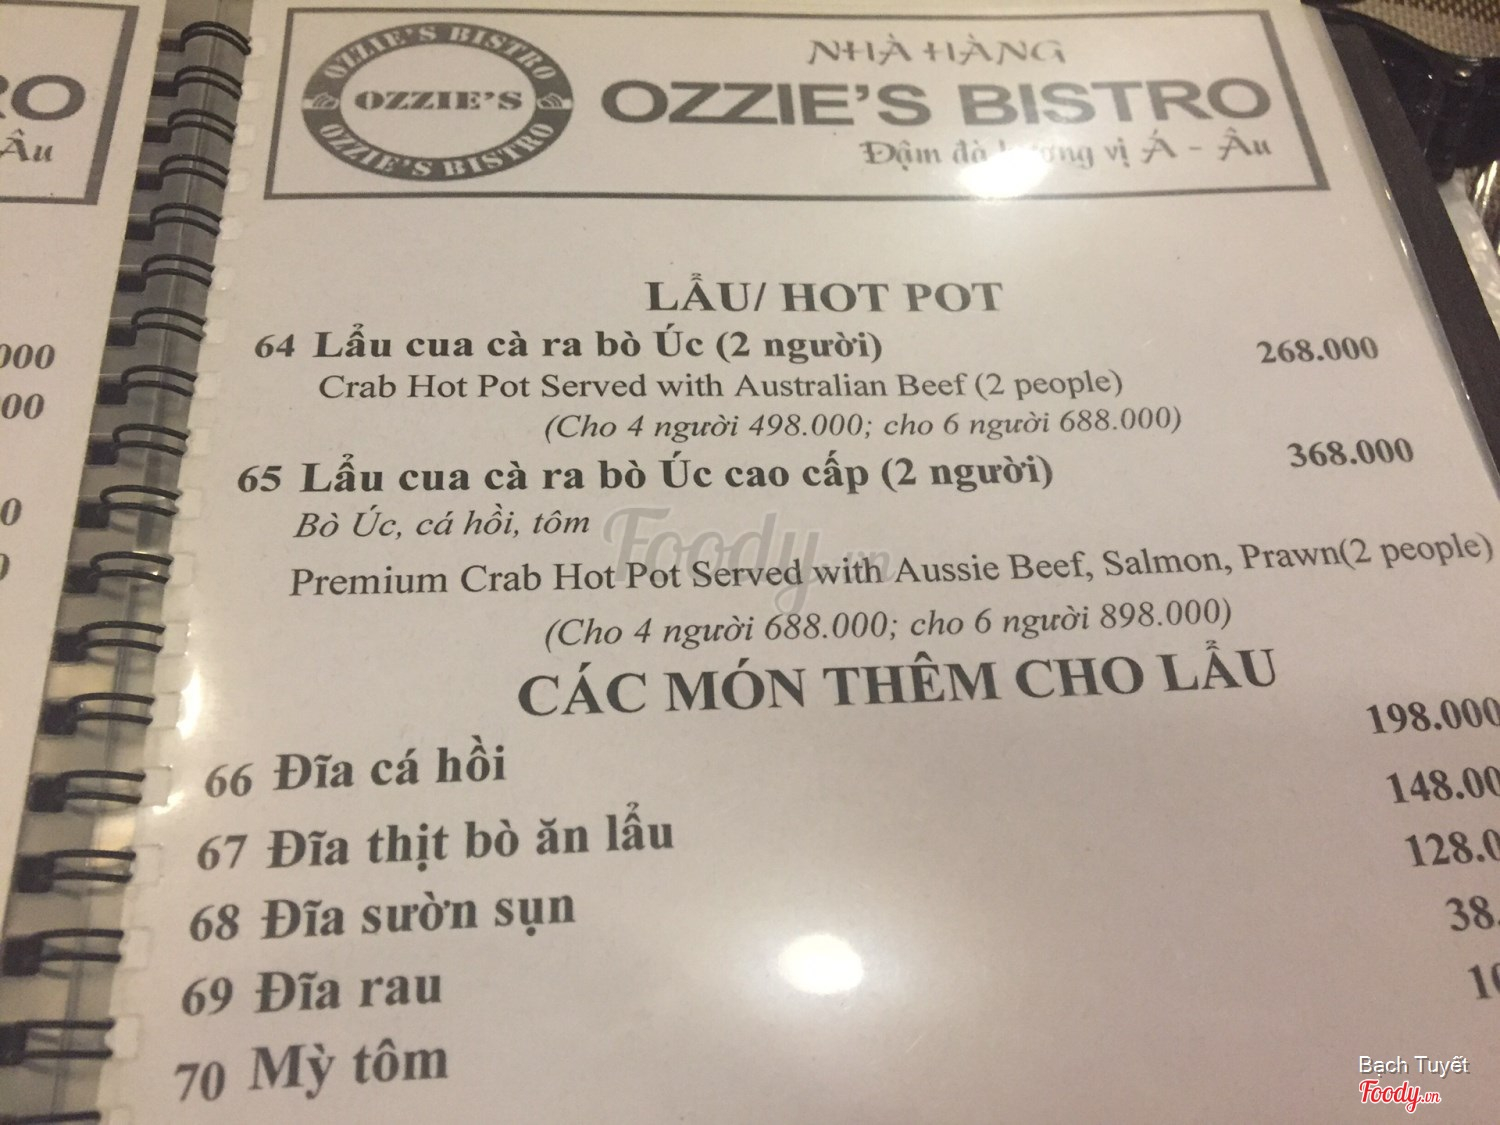 OZZIE'S BISTRO
OZZIE'S
OZZIE'S BISTRO
NHÀ HÀNG
OZZIE'S BISTRO
Đậm đà vị Á - Âu
RO
Âu
LẨU/ HOT POT
64 Lẩu cua cà ra bò Úc (2 người) 268.000
Crab Hot Pot Served with Australian Beef (2 people)
(Cho 4 người 498.000; cho 6 người 688.000)
65 Lẩu cua cà ra bò Úc cao cấp (2 người) 368.000
Bò Úc, cá hồi, tôm
Premium Crab Hot Pot Served with Aussie Beef, Salmon, Prawn(2 people)
(Cho 4 người 688.000; cho 6 người 898.000)
CÁC MÓN THÊM CHO LẨU
66 Đĩa cá hồi 198.000
67 Đĩa thịt bò ăn lẩu 148.00
68 Đĩa sườn sụn 128.0
69 Đĩa rau 38.
70 Mỳ tôm 10
Foody.vn
Bạch Tuyết
Foody.vn